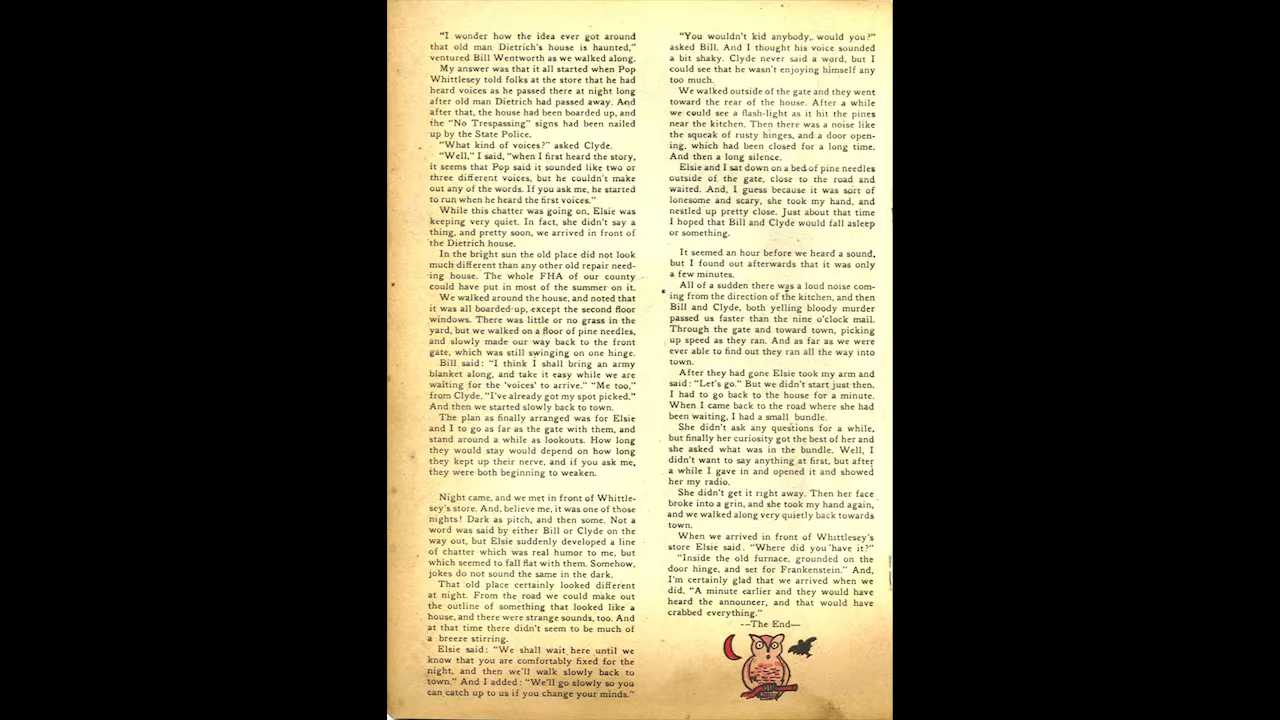 "I wonder how the idea ever got around
that old man Dietrich's house is haunted,"
ventured Bill Wentworth as we walked along.
My answer was that it all started when Pop
Whittlesey told folks at the store that he had
heard voices as he passed there at night long
after old man Dietrich had passed away. And
after that, the house had been boarded up, and
the "No Trespassing" signs had been nailed
up by the State Police.
"What kind of voices?" asked Clyde.
"Well," I said, "when I first heard the story,
it seems that Pop said it sounded like two or
three different voices, but he couldn't make
out any of the words. If you ask me, he started
to run when he heard the first voices."
While this chatter was going on, Elsie was
keeping very quiet. In fact, she didn't say a
thing, and pretty soon, we arrived in front of
the Dietrich house.
In the bright sun the old place did not look
much different than any other old repair need-
ing house. The whole FHA of our county
could have put in most of the summer on it.
We walked around the house, and noted that
it was all boarded up, except the second floor
windows. There was little or no grass in the
yard, but we walked on a floor of pine needles,
and slowly made our way back to the front
gate, which was still swinging on one hinge.
Bill said: "I think I shall bring an army
blanket along, and take it easy while we are
waiting for the 'voices' to arrive." "Me too,"
from Clyde, "I've already got my spot picked."
And then we started slowly back to town.
The plan as finally arranged was for Elsie
and I to go as far as the gate with them, and
stand around a while as lookouts. How long
they would stay would depend on how long
they kept up their nerve, and if you ask me,
they were both beginning to weaken.
Night came, and we met in front of Whittle-
sey's store. And, believe me, it was one of those
nights! Dark as pitch, and then some. Not a
word was said by either Bill or Clyde on the
way out, but Elsie suddenly developed a line
of chatter which was real humor to me, but
which seemed to fall flat with them. Somehow,
jokes do not sound the same in the dark.
That old place certainly looked different
at night. From the road we could make out
the outline of something that looked like a
house, and there were strange sounds, too. And
at that time there didn't seem to be much of
a breeze stirring.
Elsie said: "We shall wait here until we
know that you are comfortably fixed for the
night, and then we'll walk slowly back to
town." And I added: "We'll go slowly so you
can catch up to us if you change your minds."
"You wouldn't kid anybody, would you?"
asked Bill. And I thought his voice sounded
a bit shaky. Clyde never said a word, but I
could see that he wasn't enjoying himself any
too much.
We walked outside of the gate and they went
toward the rear of the house. After a while
we could see a flash-light as it hit the pines
near the kitchen. Then there was a noise like
the squeak of rusty hinges, and a door open-
ing, which had been closed for a long time.
And then a long silence.
Elsie and I sat down on a bed of pine needles
outside of the gate, close to the road and
waited. And, I guess because it was sort of
lonesome and scary, she took my hand, and
nestled up pretty close. Just about that time
I hoped that Bill and Clyde would fall asleep
or something.
It seemed an hour before we heard a sound,
but I found out afterwards that it was only
a few minutes.
All of a sudden there was a loud noise com-
ing from the direction of the kitchen, and then
Bill and Clyde, both yelling bloody murder
passed us faster than the nine o'clock mail.
Through the gate and toward town, picking
up speed as they ran. And as far as we were
ever able to find out they ran all the way into
town.
After they had gone Elsie took my arm and
said: "Let's go." But we didn't start just then.
I had to go back to the house for a minute.
When I came back to the road where she had
been waiting, I had a small bundle.
She didn't ask any questions for a while,
but finally her curiosity got the best of her and
she asked what was in the bundle. Well, I
didn't want to say anything at first, but after
a while I gave in and opened it and showed
her my radio.
She didn't get it right away. Then her face
broke into a grin, and she took my hand again,
and we walked along very quietly back towards
town.
When we arrived in front of Whittlesey's
store Elsie said. "Where did you have it?"
"Inside the old furnace, grounded on the
door hinge, and set for Frankenstein." And,
I'm certainly glad that we arrived when we
did. "A minute earlier and they would have
heard the announcer, and that would have
crabbed everything."
--The End—